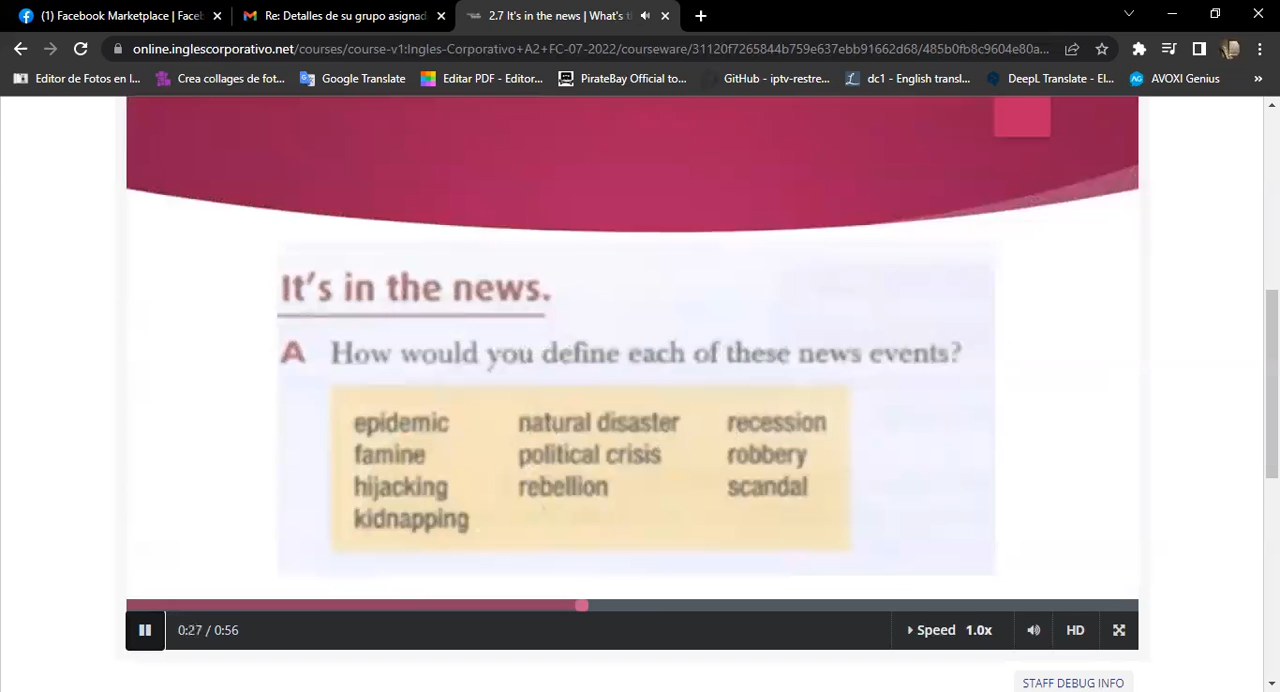 (1) Facebook Marketplace | Faceb
Re: Detalles de su grupo asignad
2.7 It's in the news | What's t
online.inglescorporativo.net/courses/course-v1:Ingles-Corporativo+A2+FC-07-2022/courseware/31120f7265844b759e637ebb91662d68/485b0fb8c9604e80a...
Editor de Fotos en l... Crea collages de fot... Google Translate Editar PDF - Editor... PirateBay Official to... GitHub - iptv-restre... dc1 - English transl... DeepL Translate - El... AVOXI Genius »
It's in the news.
A How would you define each of these news events?
epidemic natural disaster recession
famine political crisis robbery
hijacking rebellion scandal
kidnapping
0:27 / 0:56 Speed 1.0x HD
STAFF DEBUG INFO